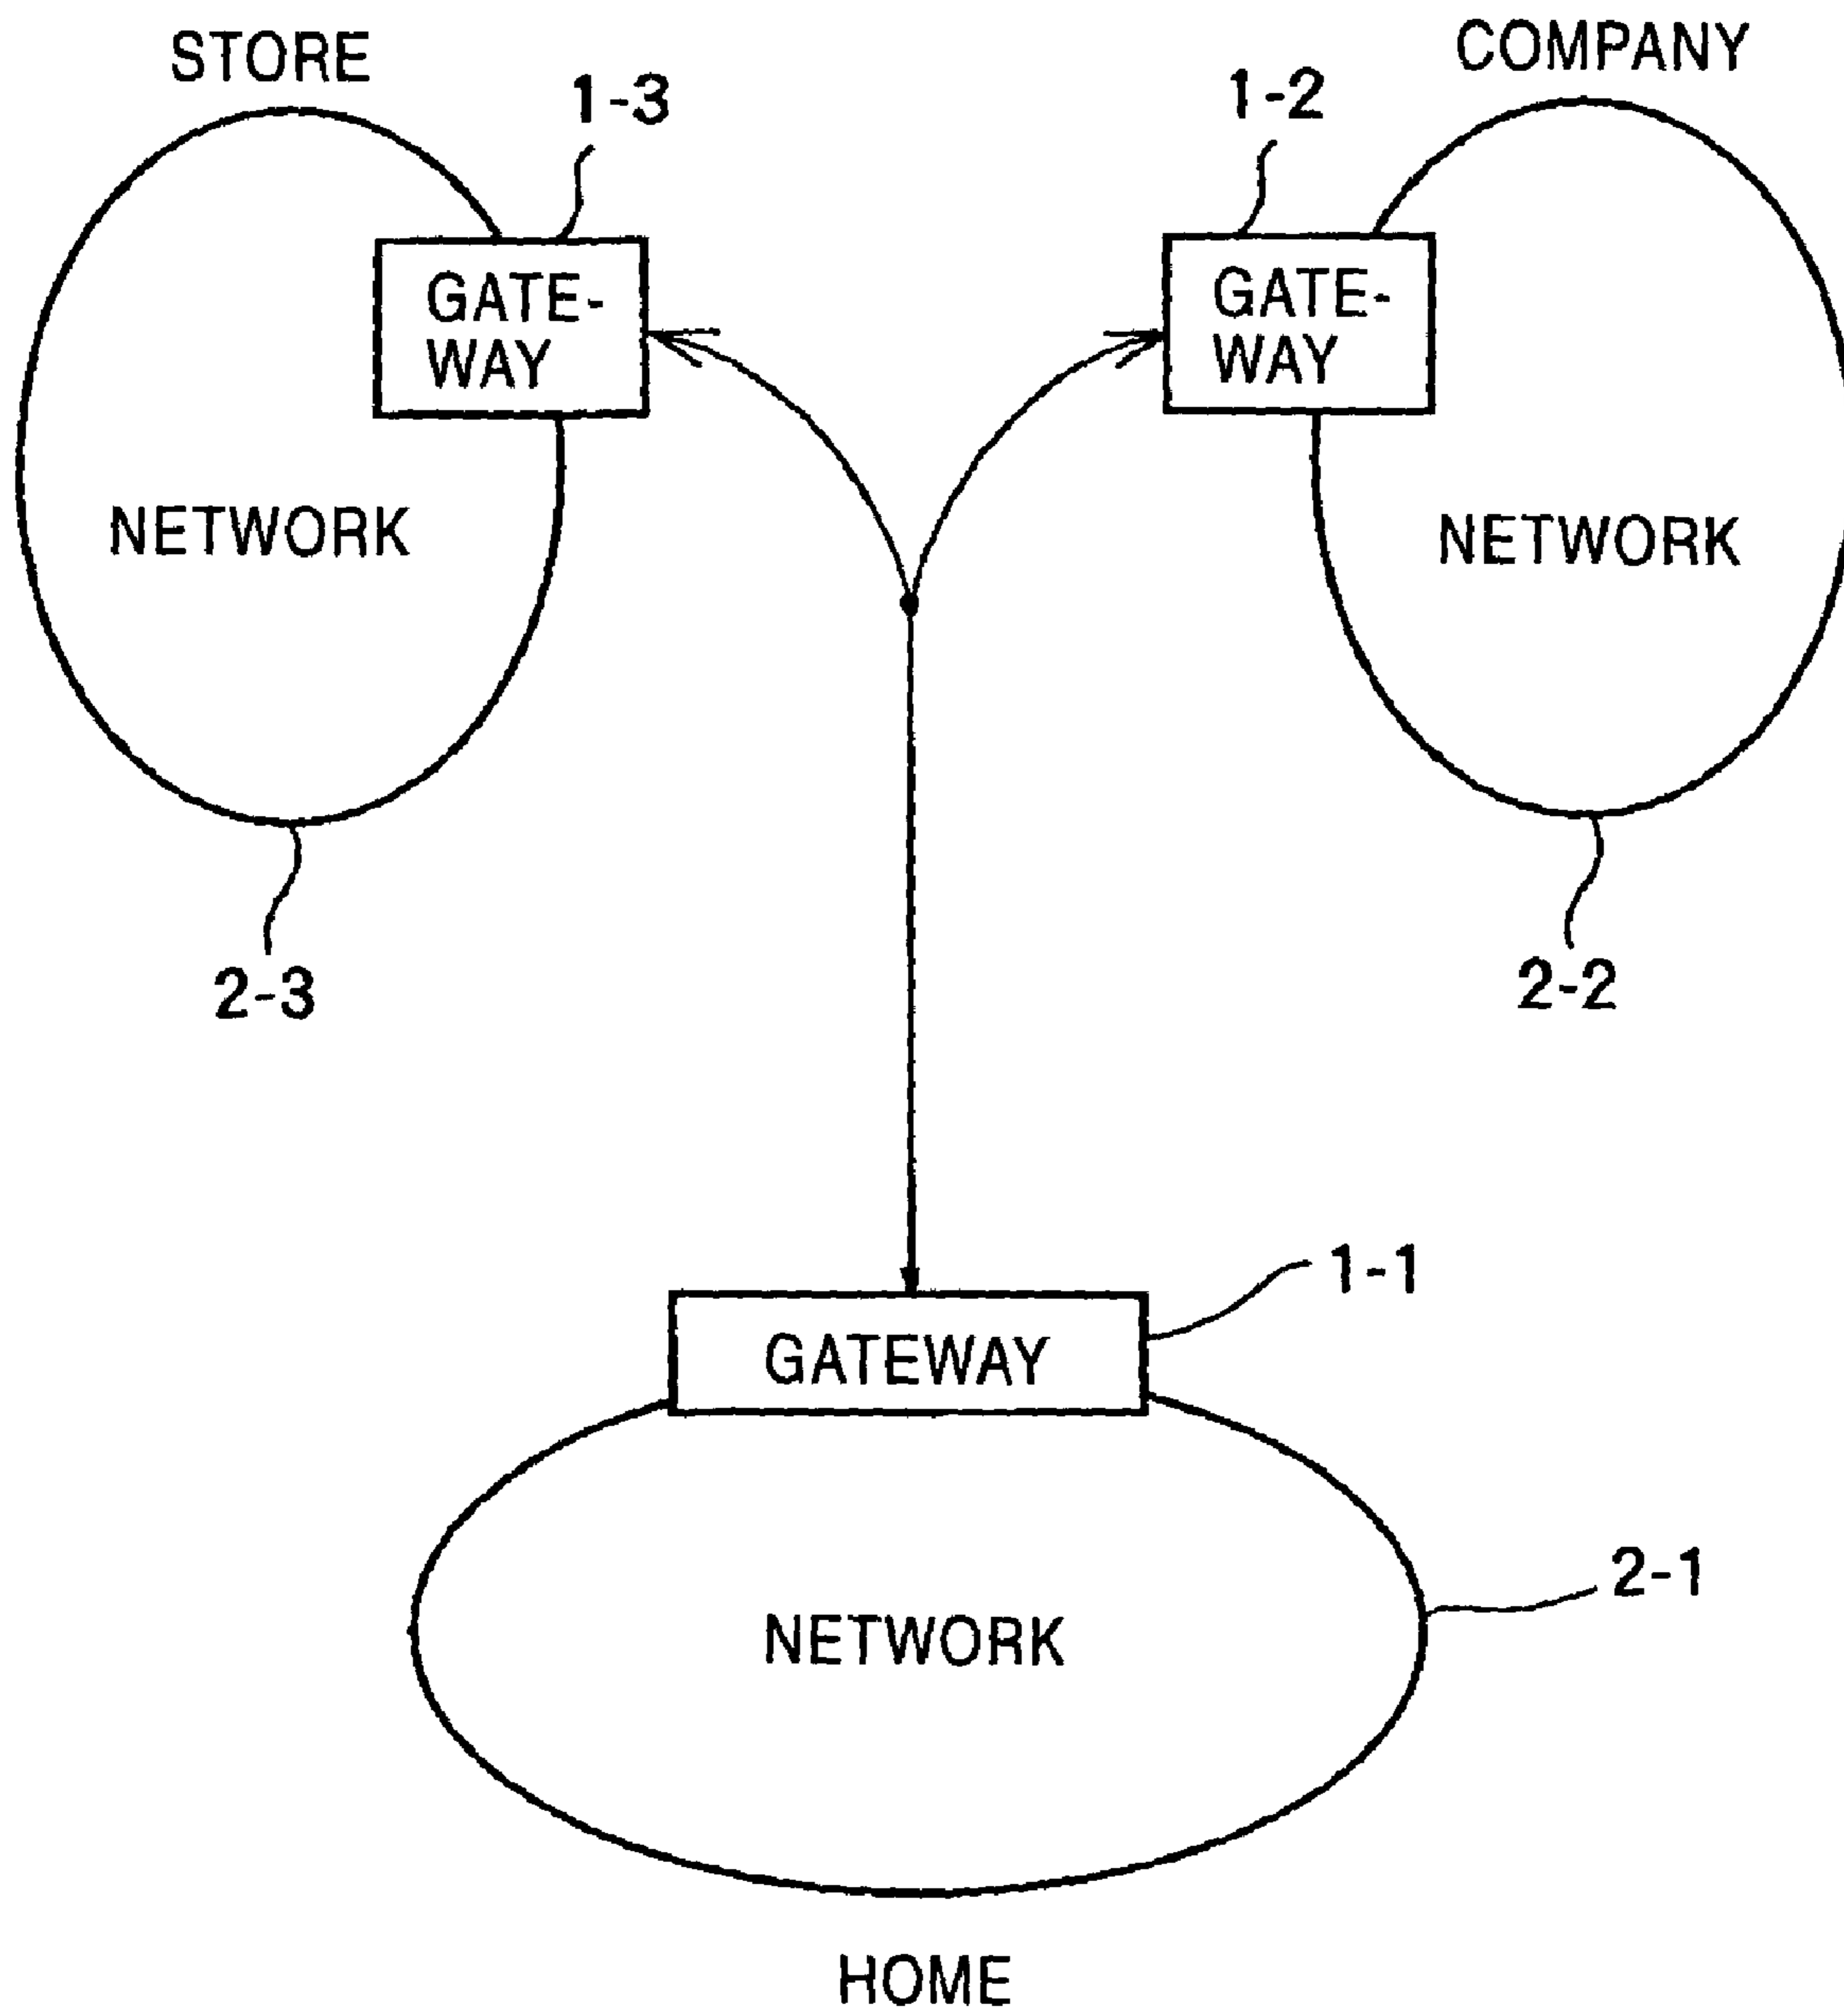 STORE
COMPANY
1-3
1-2
GATE-
WAY
GATE-
WAY
NETWORK
NETWORK
2-3
2-2
1-1
GATEWAY
2-1
NETWORK
HOME